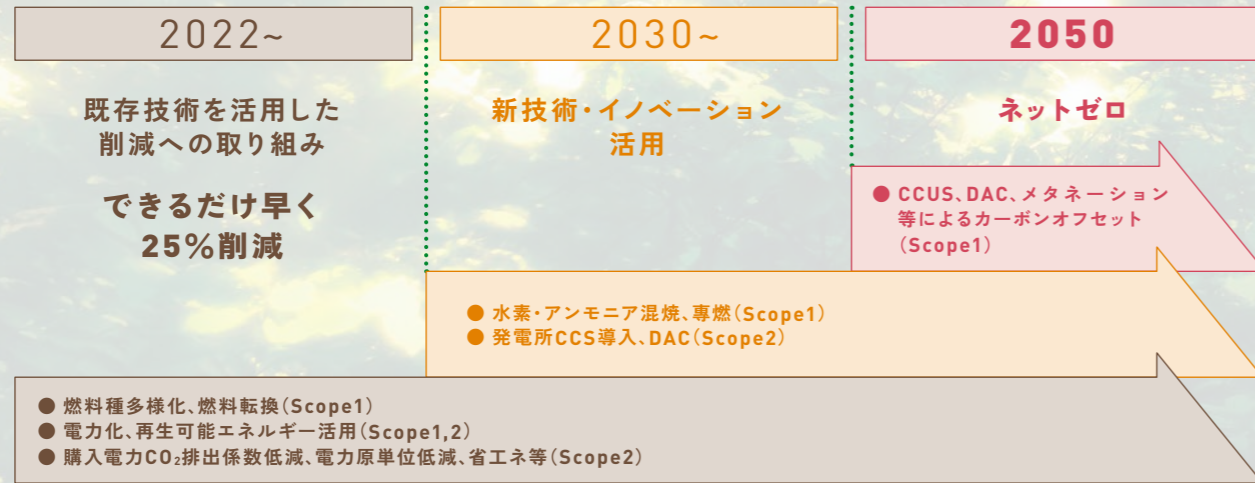 2022~
2030~
2050
既存技術を活用した
削減への取り組み
できるだけ早く
25%削減
新技術・イノベーション
活用
ネットゼロ
● CCUS、DAC、メタネーション
等によるカーボンオフセット
(Scope1)
● 水素・アンモニア混焼、専燃(Scope1)
● 発電所CCS導入、DAC(Scope2)
● 燃料種多様化、燃料転換(Scope1)
● 電力化、再生可能エネルギー活用(Scope1,2)
● 購入電力CO₂排出係数低減、電力原単位低減、省エネ等(Scope2)